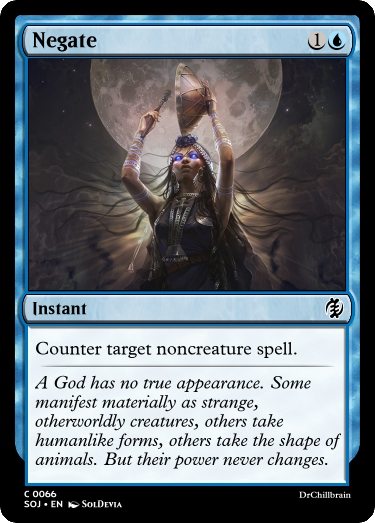 Negate 1
Instant
Counter target noncreature spell.
A God has no true appearance. Some
manifest materially as strange,
otherworldly creatures, others take
humanlike forms, others take the shape of
animals. But their power never changes.
C 0066
SOJ • EN SolDevia
DrChillbrain